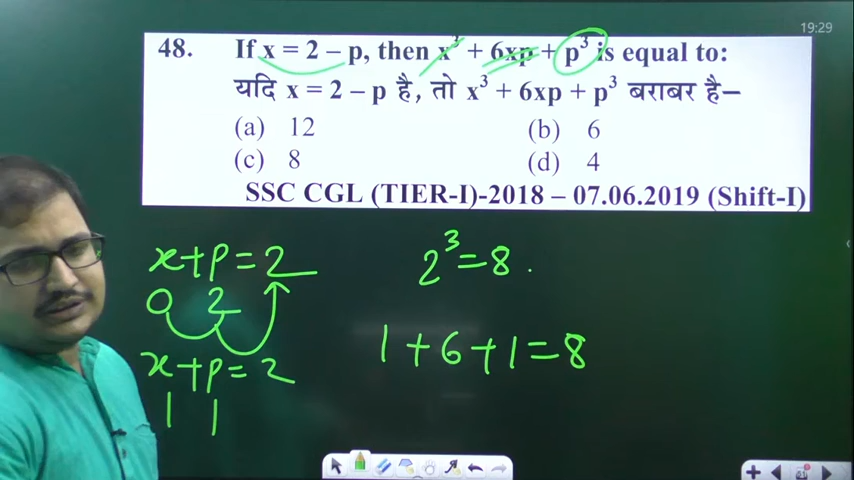 19:29
48. If x = 2 – p, then x³ + 6xp + p³ is equal to:
यदि x = 2 – p है, तो x³ + 6xp + p³ बराबर है–
(a) 12 (b) 6
(c) 8 (d) 4
SSC CGL (TIER-I)-2018 – 07.06.2019 (Shift-I)
x+p=2 2³=8.
0 2
1+6+1=8
x+p=2
1 1